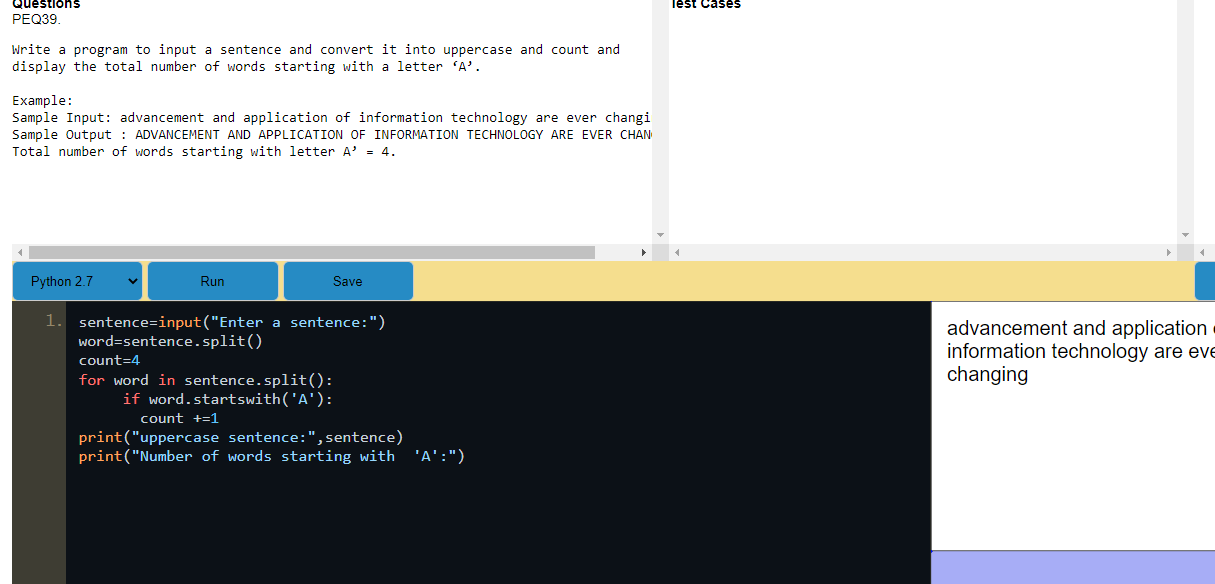 Questions
PEQ39.
Write a program to input a sentence and convert it into uppercase and count and
display the total number of words starting with a letter ‘A’.
Example:
Sample Input: advancement and application of information technology are ever changi
Sample Output : ADVANCEMENT AND APPLICATION OF INFORMATION TECHNOLOGY ARE EVER CHAN
Total number of words starting with letter A’ = 4.
Test Cases
Python 2.7
Run
Save
1.
sentence=input("Enter a sentence:")
word=sentence.split()
count=4
for word in sentence.split():
if word.startswith('A'):
count +=1
print("uppercase sentence:",sentence)
print("Number of words starting with  'A':")
advancement and application
information technology are eve
changing